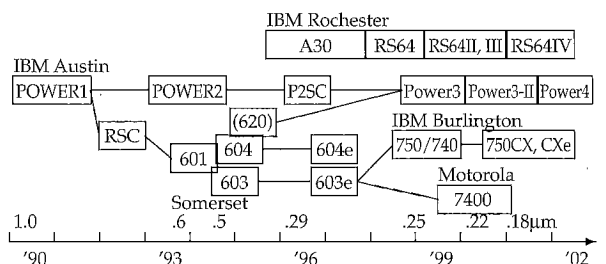 IBM Rochester
A30 RS64 RS64II, III RS64IV
IBM Austin
POWER1 POWER2 P2SC Power3 Power3-II Power4
(620)
IBM Burlington
RSC 601 604 604e 750/740 750CX, CXe
603 603e
Motorola
7400
Somerset
1.0 .6 .5 .29 .25 .22 .18μm
'90 '93 '96 '99 '02